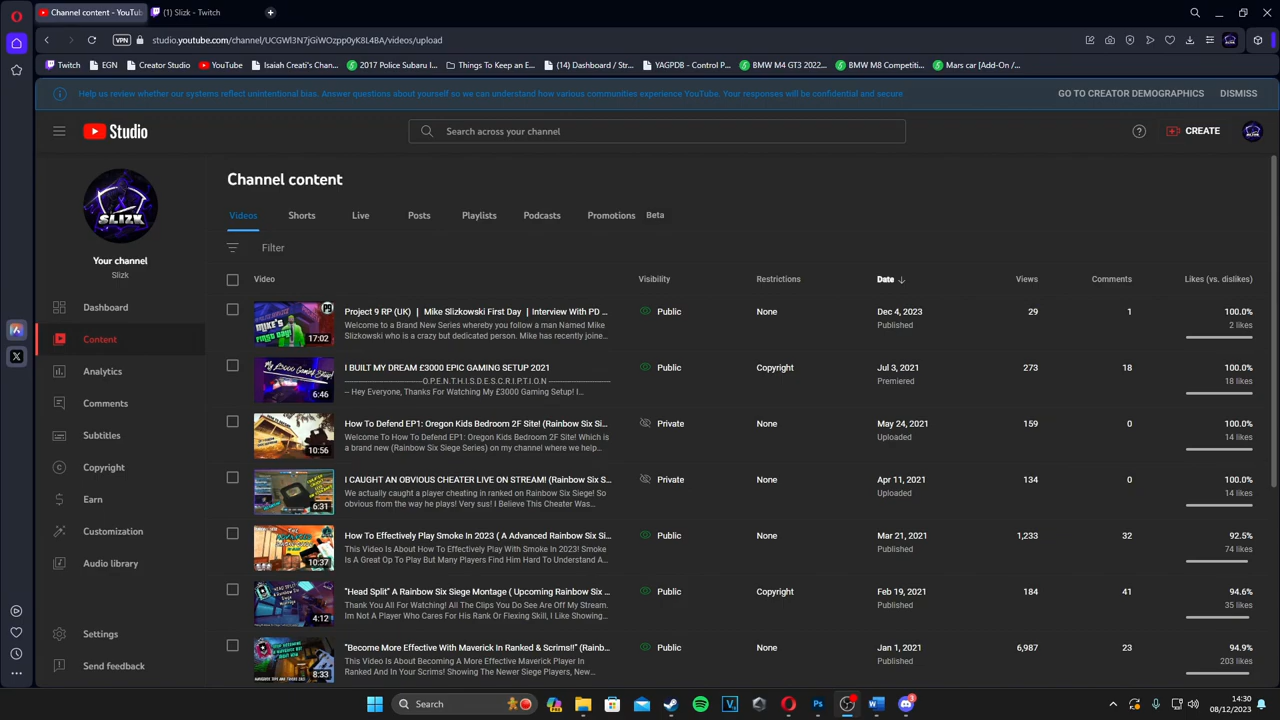 Channel content - YouTu
(1) Slizk - Twitch
VPN
studio.youtube.com/channel/UCGWl3N7jGiWOzpp0yK8L4BA/videos/upload
Twitch
EGN
Creator Studio
YouTube
Isaiah Creati's Chan...
2017 Police Subaru I...
Things To Keep an E...
(14) Dashboard / Str...
YAGPDB - Control P...
BMW M4 GT3 2022...
BMW M8 Competiti...
Mars car [Add-On /...
Help us review whether our systems reflect unintentional bias. Answer questions about yourself so we can understand how various communities experience YouTube. Your responses will be confidential and secure
GO TO CREATOR DEMOGRAPHICS
DISMISS
Studio
Search across your channel
CREATE
SLIZK
Your channel
Slizk
Dashboard
Content
Analytics
Comments
Subtitles
Copyright
Earn
Customization
Audio library
Settings
Send feedback
Channel content
Videos Shorts Live Posts Playlists Podcasts Promotions Beta
Filter
Video Visibility Restrictions Date Views Comments Likes (vs. dislikes)
MIKE'S FIRST DAY!
17:02
Project 9 RP (UK) | Mike Slizkowski First Day | Interview With PD ...
Welcome to a Brand New Series whereby you follow a man Named Mike
Slizkowski who is a crazy but dedicated person. Mike has recently joine...
Public None Dec 4, 2023 29 1 100.0%
Published 2 likes
My £3000 Gaming Setup!
6:46
I BUILT MY DREAM £3000 EPIC GAMING SETUP 2021
--------------------------O.P.E.N.T.H.I.S.D.E.S.C.R.I.P.T.I.O.N --------------------
-- Hey Everyone, Thanks For Watching My £3000 Gaming Setup! I...
Public Copyright Jul 3, 2021 273 18 100.0%
Premiered 18 likes
10:56
How To Defend EP1: Oregon Kids Bedroom 2F Site! (Rainbow Six Si...
Welcome To How To Defend EP1: Oregon Kids Bedroom 2F Site! Which is
a brand new (Rainbow Six Siege Series) on my channel where we help...
Private None May 24, 2021 159 0 100.0%
Uploaded 14 likes
6:31
I CAUGHT AN OBVIOUS CHEATER LIVE ON STREAM! (Rainbow Six S...
We actually caught a player cheating in ranked on Rainbow Six Siege! So
obvious from the way he plays! Very sus! I Believe This Cheater Was...
Private None Apr 11, 2021 134 0 100.0%
Uploaded 14 likes
10:37
How To Effectively Play Smoke In 2023 ( A Advanced Rainbow Six Si...
This Video Is About How To Effectively Play With Smoke In 2023! Smoke
Is A Great Op To Play But Many Players Find Him Hard To Understand A...
Public None Mar 21, 2021 1,233 32 92.5%
Published 74 likes
4:12
"Head Split" A Rainbow Six Siege Montage ( Upcoming Rainbow Six ...
Thank You All For Watching! All The Clips You Do See Are Off My Stream.
Im Not A Player Who Cares For His Rank Or Flexing Skill, I Like Showing...
Public Copyright Feb 19, 2021 184 41 94.6%
Published 35 likes
8:33
"Become More Effective With Maverick In Ranked & Scrims!!" (Rainb...
This Video Is About Becoming A More Effective Maverick Player In
Ranked And In Your Scrims! Showing The Newer Siege Players, How...
Public None Jan 1, 2021 6,987 23 94.9%
Published 203 likes
Search
3
14:30
08/12/2023